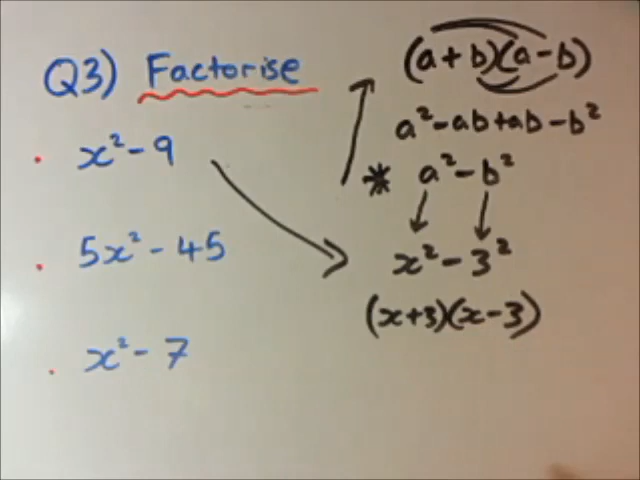 Q3) Factorise
x² - 9
5x² - 45
x² - 7
(a + b)(a - b)
a² - ab + ab - b²
* a² - b²
x² - 3²
(x + 3)(x - 3)